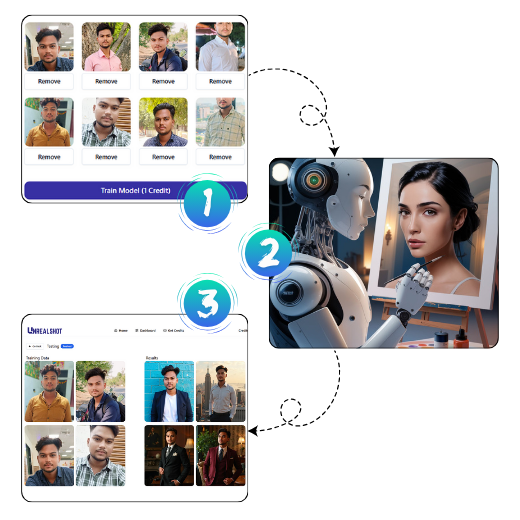 Remove Remove Remove Remove
Remove Remove Remove Remove
Train Model (1 Credit)
1
2
3
UNREALSHOT
Home Dashboard Get Credits Credit
Training
Training Data Results